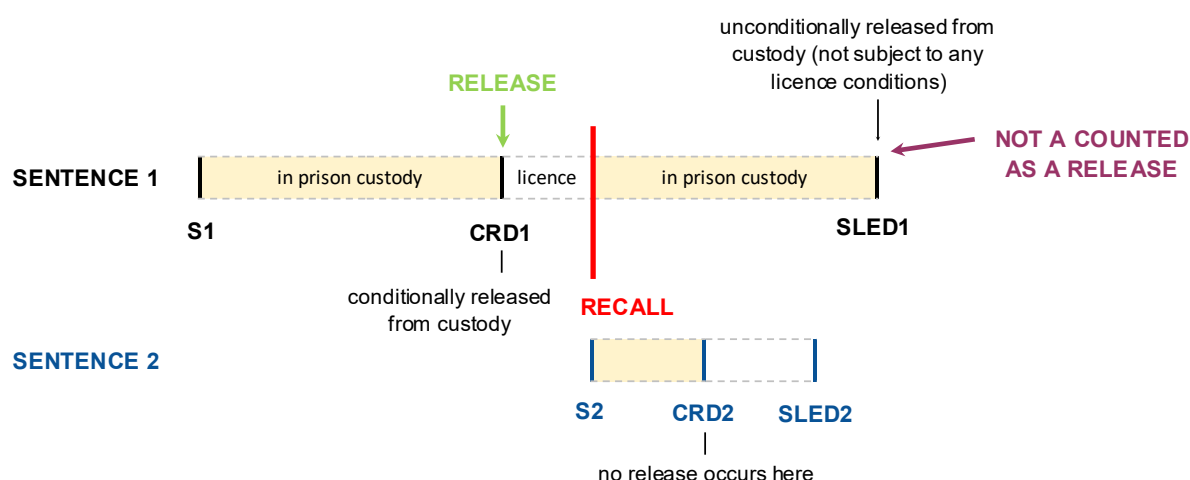 unconditionally released from
custody (not subject to any
licence conditions)
RELEASE
NOT A COUNTED
AS A RELEASE
SENTENCE 1
in prison custody
licence
in prison custody
S1
CRD1
SLED1
conditionally released
from custody
RECALL
SENTENCE 2
S2
CRD2
SLED2
no release occurs here